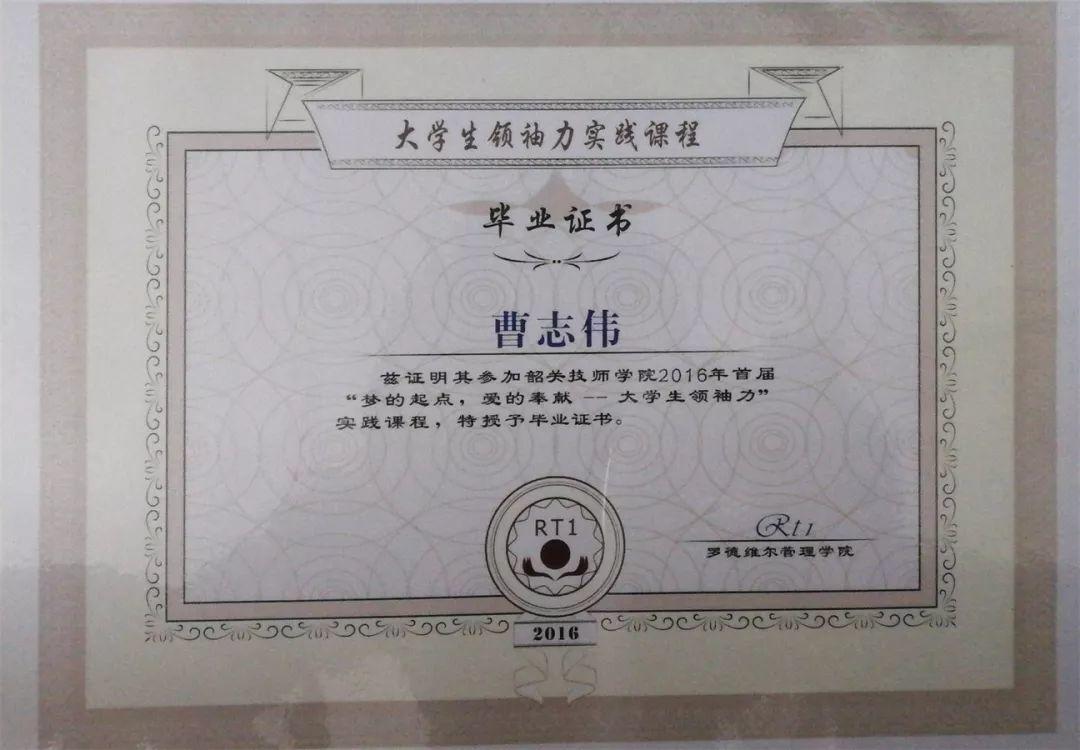 大学生领袖力实践课程
毕业证书
曹志伟
兹证明其参加韶关技师学院2016年首届
“梦的起点，爱的奉献 -- 大学生领袖力”
实践课程，特授予毕业证书。
RT1
Rt1
罗德维尔管理学院
2016